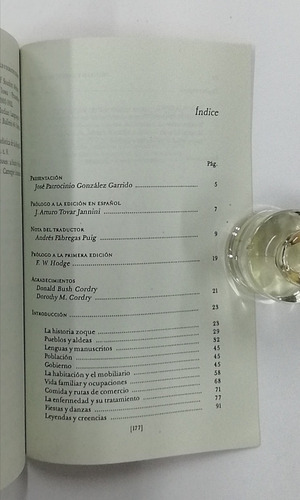 Índice
Pág.
PRESENTACIÓN
José Patrocinio González Garrido ........ 5
PRÓLOGO A LA EDICIÓN EN ESPAÑOL
J. Arturo Tovar Jannini ........ 7
NOTA DEL TRADUCTOR
Andrés Fábregas Puig ........ 9
PRÓLOGO A LA PRIMERA EDICIÓN
F. W. Hodge ........ 19
AGRADECIMIENTOS
Donald Bush Cordry
Dorothy M. Cordry ........ 21
INTRODUCCIÓN ........ 23
La historia zoque ........ 23
Pueblos y aldeas ........ 29
Lenguas y manuscritos ........ 32
Población ........ 45
Gobierno ........ 45
La habitación y el mobiliario ........ 45
Vida familiar y ocupaciones ........ 58
Comida y rutas de comercio ........ 68
La enfermedad y su tratamiento ........ 77
Fiestas y danzas ........ 77
Leyendas y creencias ........ 91
[177]